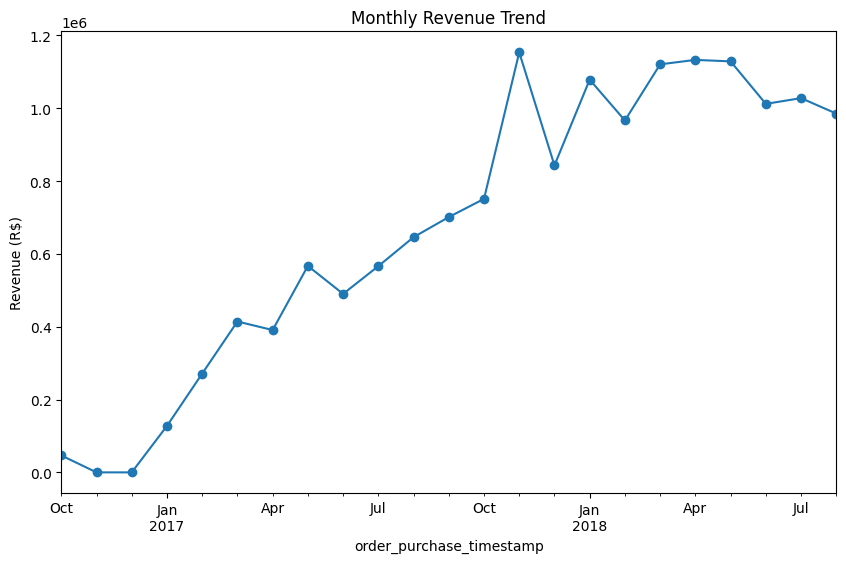 Monthly Revenue Trend
1e6
1.2
1.0
0.8
0.6
0.4
0.2
0.0
Revenue (R$)
Oct Jan Apr Jul Oct Jan Apr Jul
2017 2018
order_purchase_timestamp